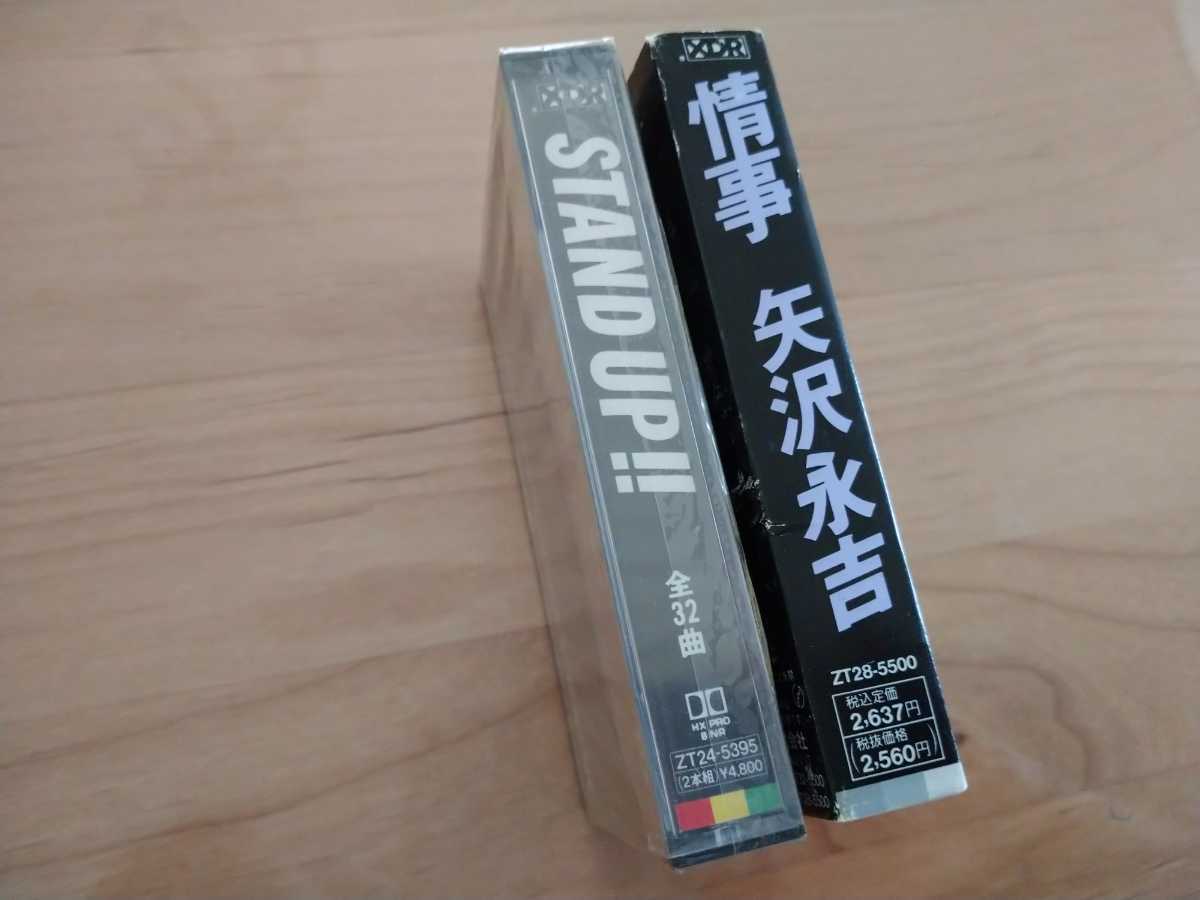 XDR
STAND UP!!
全32曲
HX PRO
B NR
ZT24-5395
(2本組)¥4,800
XDR
情事 矢沢永吉
ZT28-5500
税込定価
2,637円
(税抜価格
2,560円)
会社